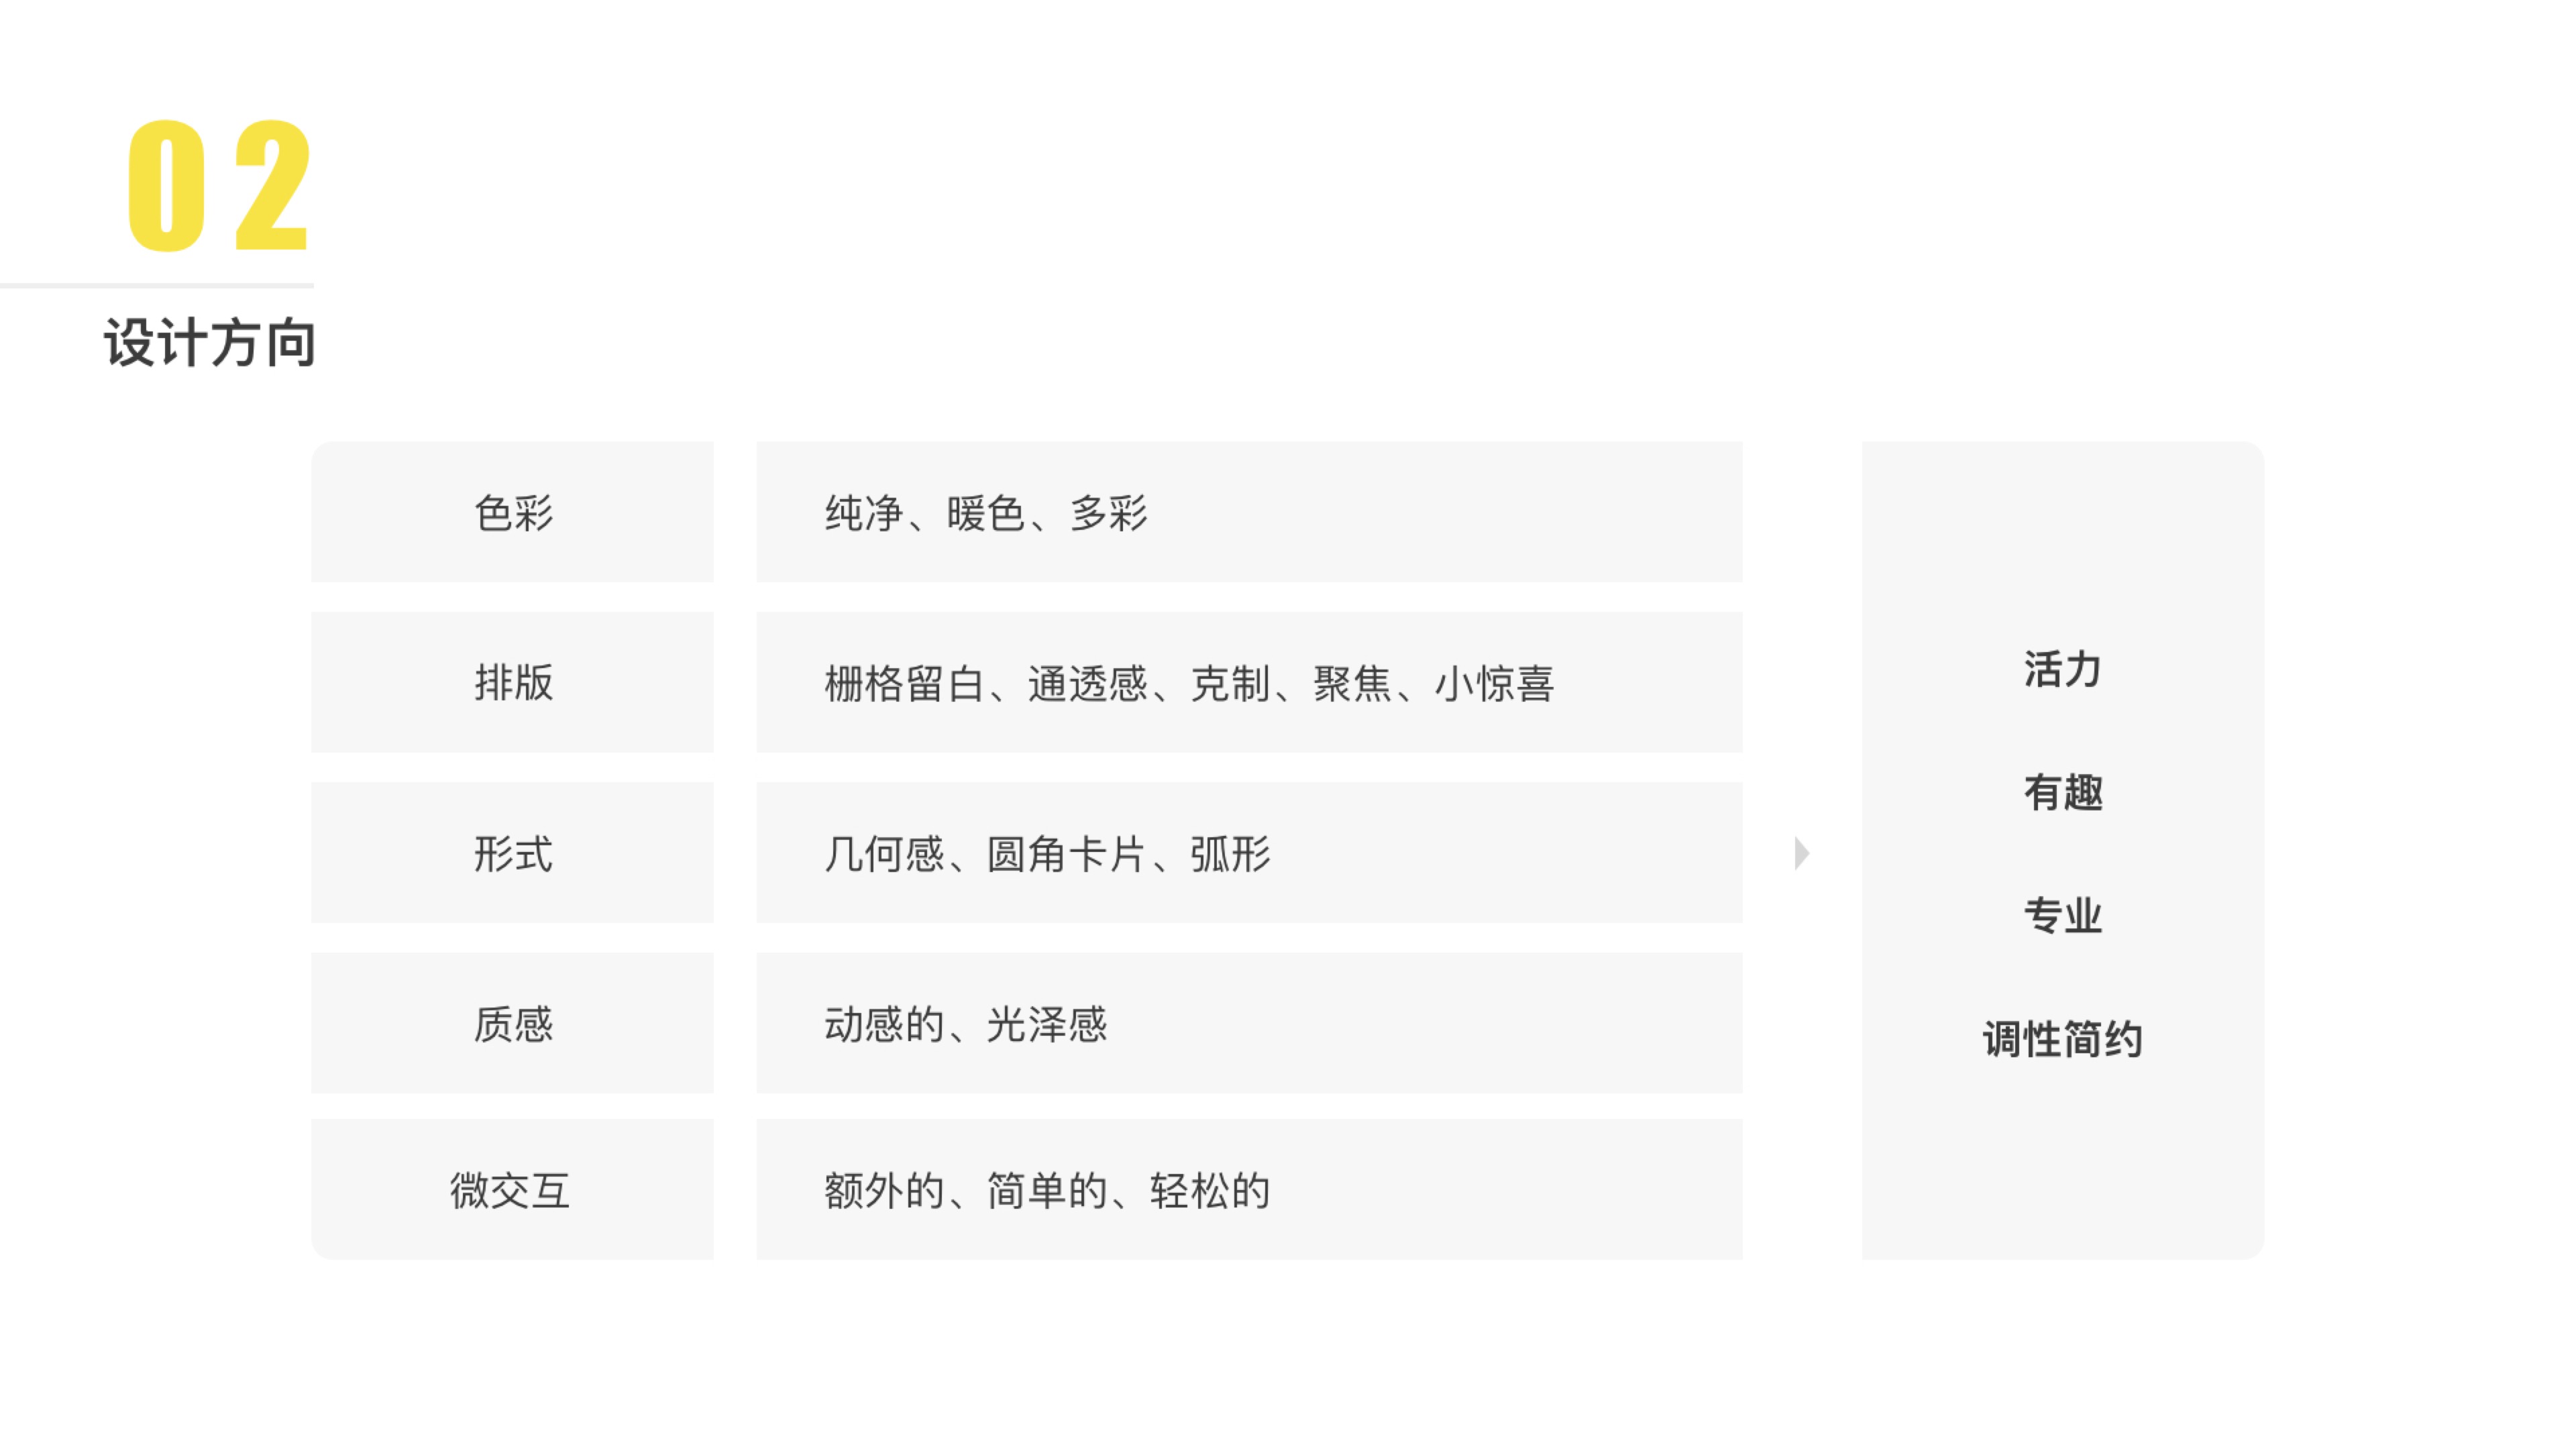 02
设计方向
色彩
纯净、暖色、多彩
排版
栅格留白、通透感、克制、聚焦、小惊喜
形式
几何感、圆角卡片、弧形
质感
动感的、光泽感
微交互
额外的、简单的、轻松的
活力
有趣
专业
调性简约